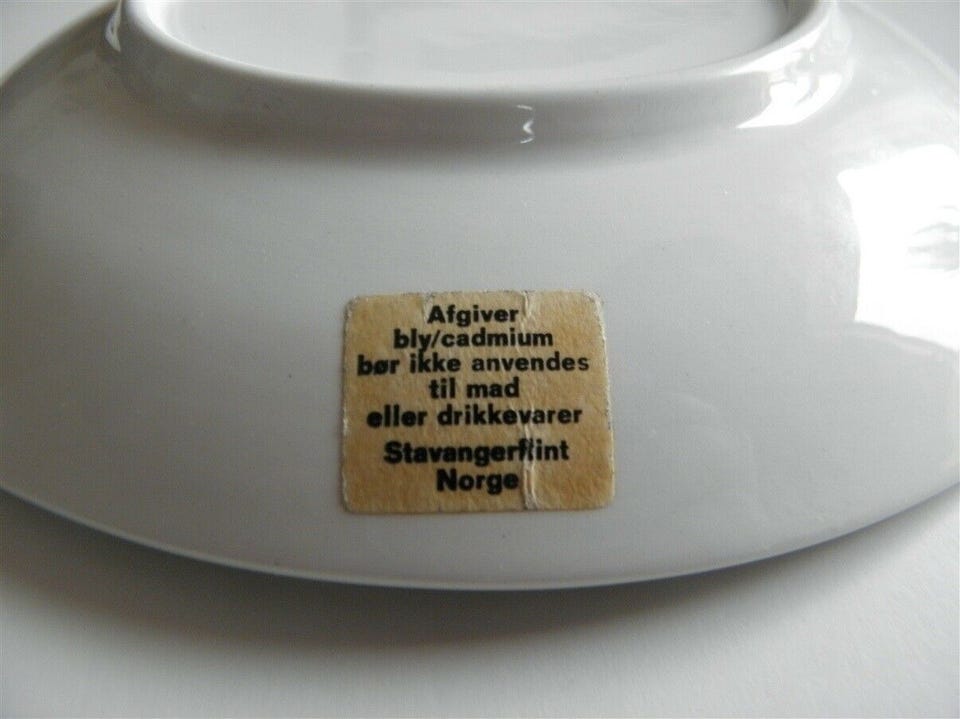 Afgiver
bly/cadmium
bør ikke anvendes
til mad
eller drikkevarer
Stavangerflint
Norge